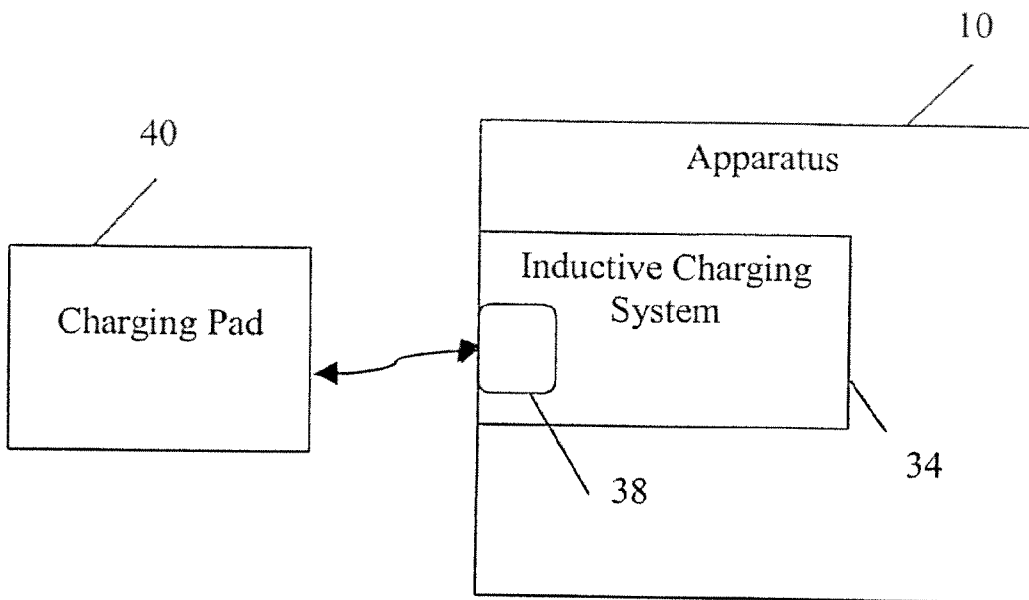 10
40
Apparatus
Inductive Charging
System
Charging Pad
34
38